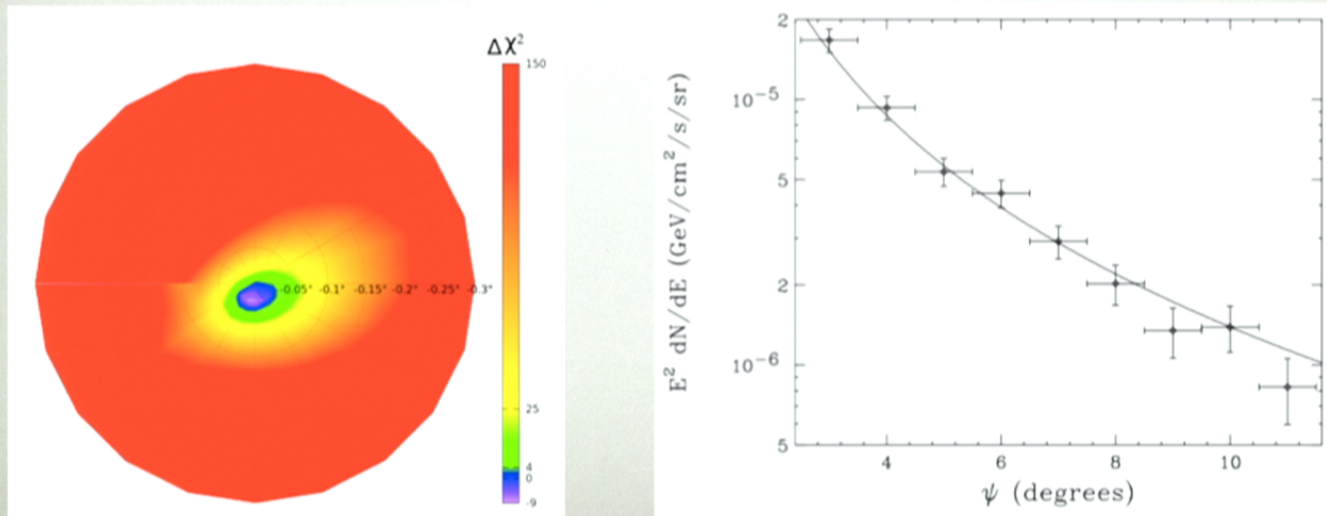 ΔΧ²
150
25
4
0
-9
-0.05° -0.1° -0.15° -0.2° -0.25° -0.3°
E² dN/dE (GeV/cm²/s/sr)
2
10⁻⁵
5
2
10⁻⁶
5
4 6 8 10
ψ (degrees)